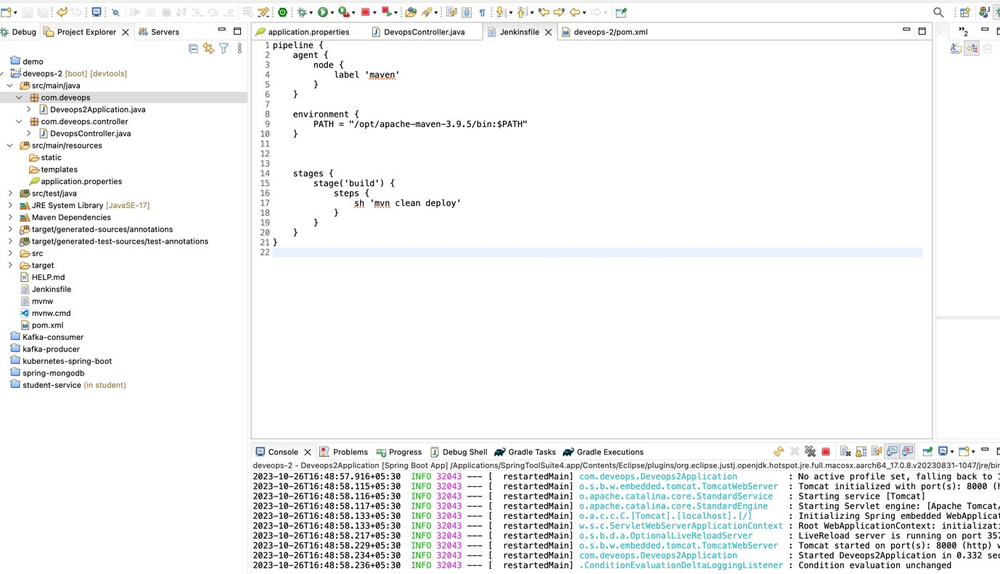 Debug
Project Explorer
Servers
demo
deveops-2 [boot] [devtools]
src/main/java
com.deveops
Deveops2Application.java
com.deveops.controller
DevopsController.java
src/main/resources
static
templates
application.properties
src/test/java
JRE System Library [JavaSE-17]
Maven Dependencies
target/generated-sources/annotations
target/generated-test-sources/test-annotations
src
target
HELP.md
Jenkinsfile
mvnw
mvnw.cmd
pom.xml
Kafka-consumer
kafka-producer
kubernetes-spring-boot
spring-mongodb
student-service (in student)
application.properties
DevopsController.java
Jenkinsfile
deveops-2/pom.xml
»2
1 pipeline {
2     agent {
3         node {
4             label 'maven'
5         }
6     }
7
8     environment {
9         PATH = "/opt/apache-maven-3.9.5/bin:$PATH"
10     }
11
12
13
14     stages {
15         stage('build') {
16             steps {
17                 sh 'mvn clean deploy'
18             }
19         }
20     }
21 }
22
Console
Problems
Progress
Debug Shell
Gradle Tasks
Gradle Executions
deveops-2 - Deveops2Application [Spring Boot App] /Applications/SpringToolSuite4.app/Contents/Eclipse/plugins/org.eclipse.justj.openjdk.hotspot.jre.full.macosx.aarch64_17.0.8.v20230831-1047/jre/bin
2023-10-26T16:48:57.916+05:30  INFO 32043 --- [  restartedMain] com.deveops.Deveops2Application          : No active profile set, falling back to 1
2023-10-26T16:48:58.115+05:30  INFO 32043 --- [  restartedMain] o.s.b.w.embedded.tomcat.TomcatWebServer  : Tomcat initialized with port(s): 8000 (h
2023-10-26T16:48:58.116+05:30  INFO 32043 --- [  restartedMain] o.apache.catalina.core.StandardService   : Starting service [Tomcat]
2023-10-26T16:48:58.117+05:30  INFO 32043 --- [  restartedMain] o.apache.catalina.core.StandardEngine    : Starting Servlet engine: [Apache Tomcat/
2023-10-26T16:48:58.133+05:30  INFO 32043 --- [  restartedMain] o.a.c.c.C.[Tomcat].[localhost].[/]       : Initializing Spring embedded WebApplicat
2023-10-26T16:48:58.133+05:30  INFO 32043 --- [  restartedMain] w.s.c.ServletWebServerApplicationContext : Root WebApplicationContext: initializati
2023-10-26T16:48:58.217+05:30  INFO 32043 --- [  restartedMain] o.s.b.d.a.OptionalLiveReloadServer       : LiveReload server is running on port 357
2023-10-26T16:48:58.229+05:30  INFO 32043 --- [  restartedMain] o.s.b.w.embedded.tomcat.TomcatWebServer  : Tomcat started on port(s): 8000 (http) w
2023-10-26T16:48:58.234+05:30  INFO 32043 --- [  restartedMain] com.deveops.Deveops2Application          : Started Deveops2Application in 0.332 sec
2023-10-26T16:48:58.236+05:30  INFO 32043 --- [  restartedMain] .ConditionEvaluationDeltaLoggingListener : Condition evaluation unchanged